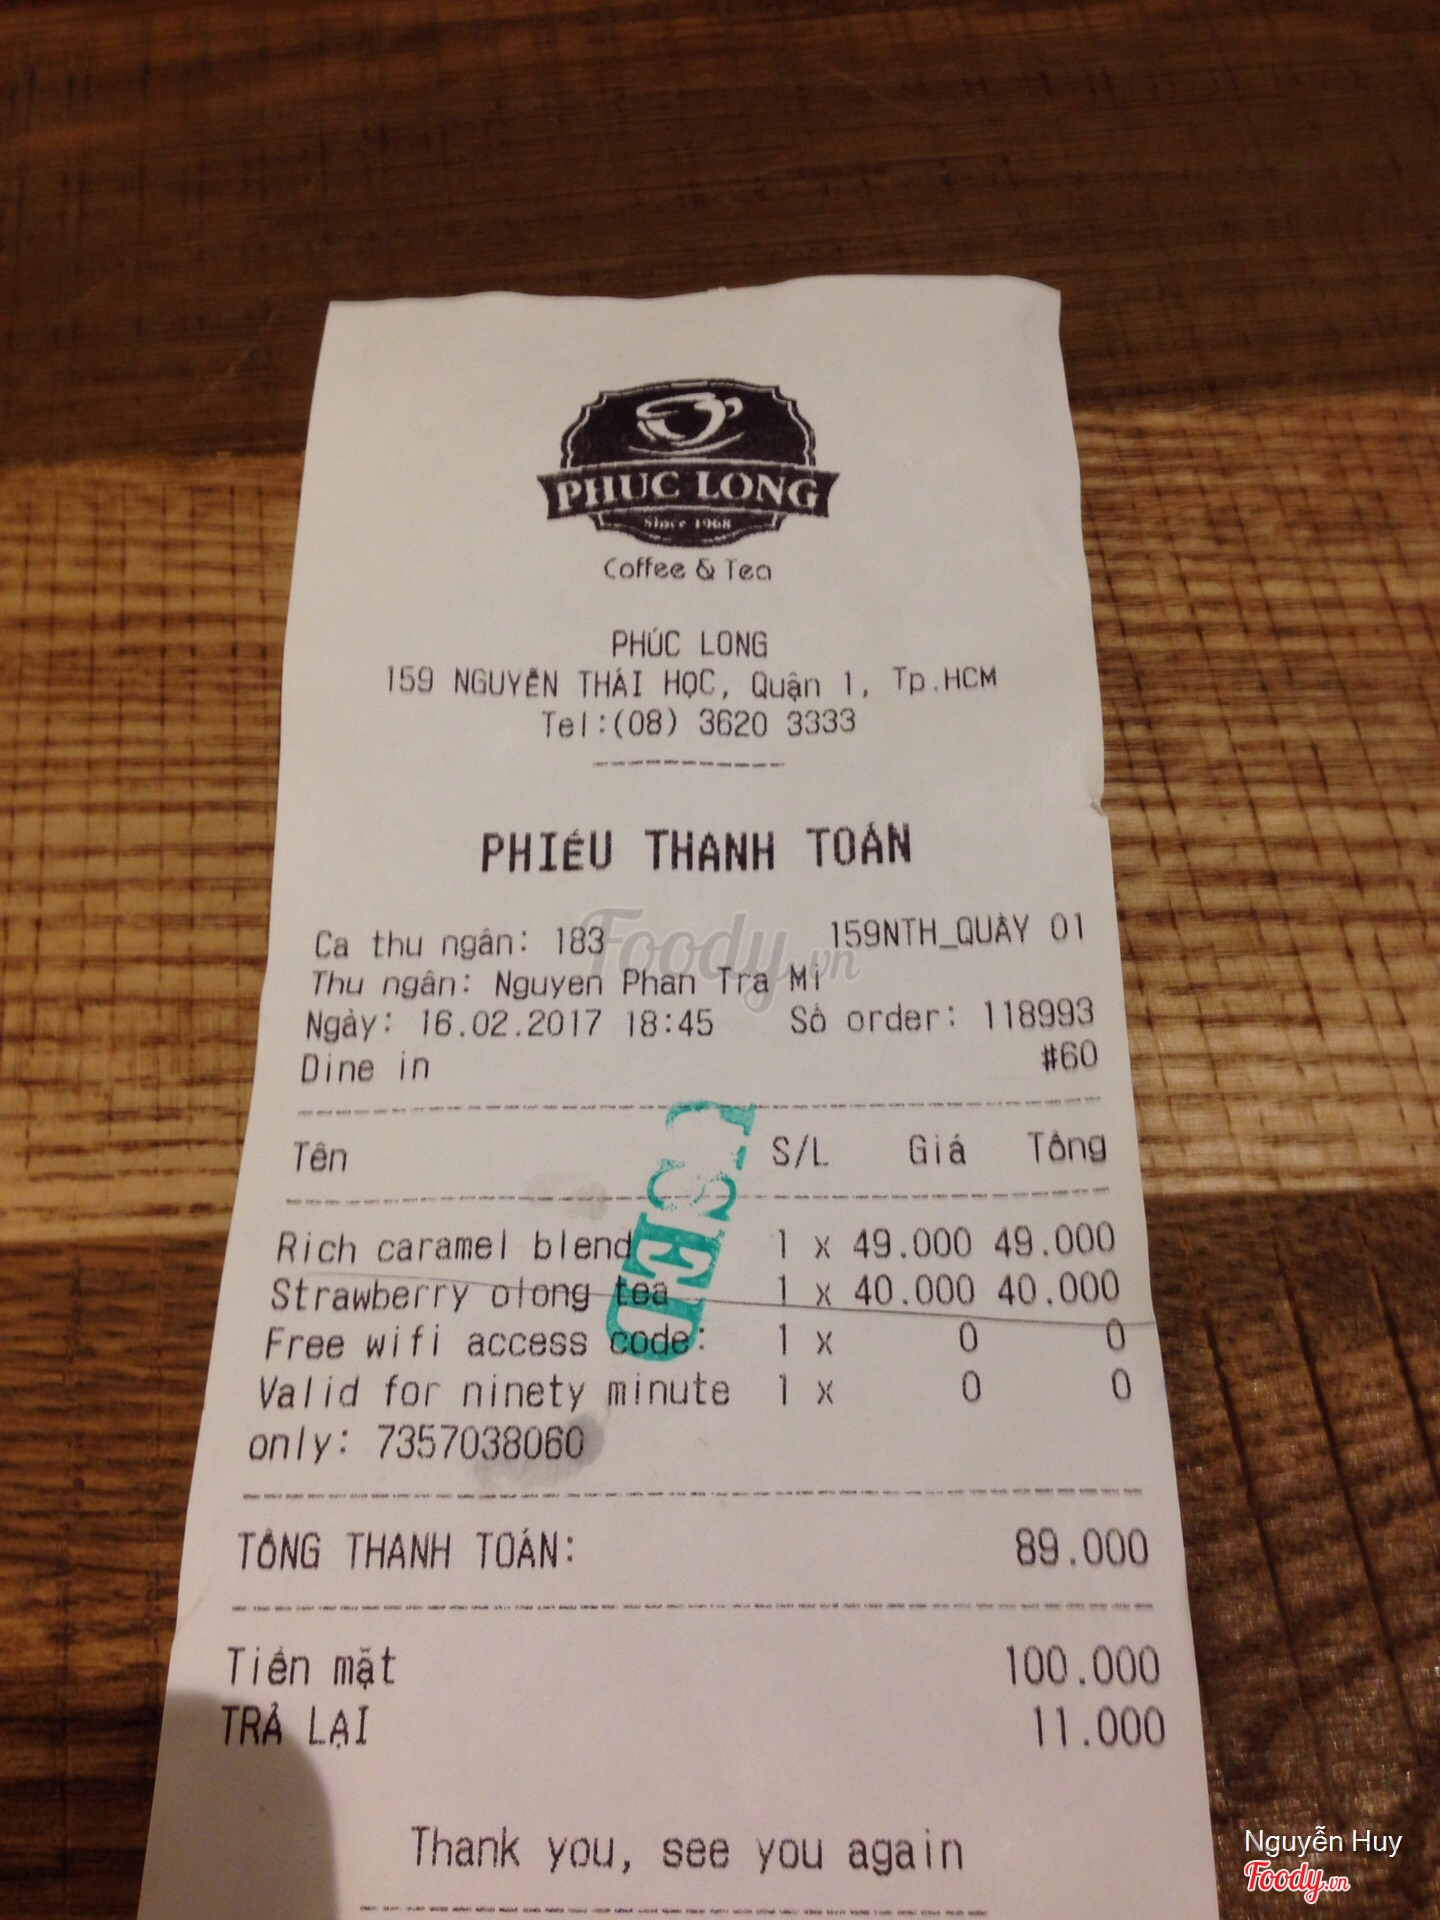 PHUC LONG
Since 1968
Coffee & Tea
PHÚC LONG
159 NGUYỄN THÁI HỌC, Quận 1, Tp.HCM
Tel:(08) 3620 3333
PHIẾU THANH TOÁN
Ca thu ngân: 183 159NTH_QUẦY 01
Thu ngân: Nguyen Phan Tra Mi
Ngày: 16.02.2017 18:45 Số order: 118993
Dine in #60
Tên S/L Giá Tổng
Rich caramel blend 1 x 49.000 49.000
Strawberry olong tea 1 x 40.000 40.000
Free wifi access code: 1 x 0 0
Valid for ninety minute 1 x 0 0
only: 7357038060
USED
TỔNG THANH TOÁN: 89.000
Tiền mặt 100.000
TRẢ LẠI 11.000
Thank you, see you again
Foody.vn
Nguyễn Huy
Foody.vn